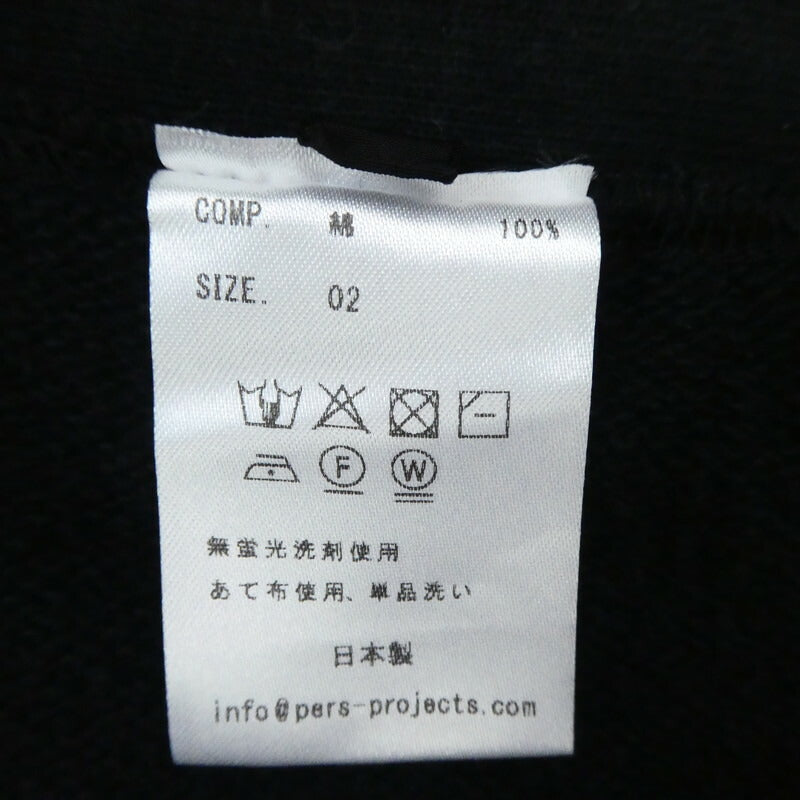 COMP. 綿 100%
SIZE. 02
F W
無蛍光洗剤使用
あて布使用、単品洗い
日本製
info@pers-projects.com